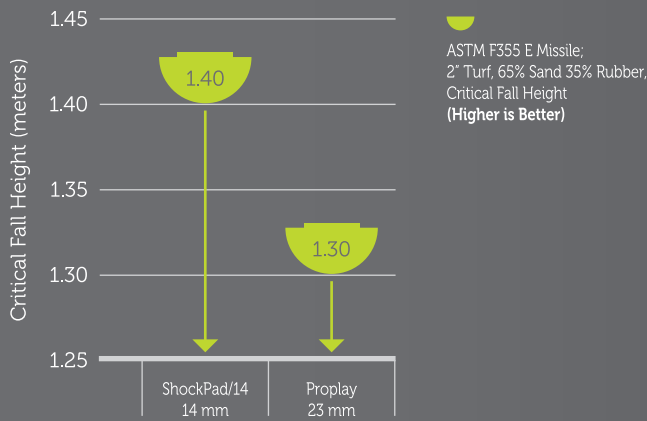 Critical Fall Height (meters)
1.45
1.40
1.35
1.30
1.25
1.40
1.30
ShockPad/14
14 mm
Proplay
23 mm
ASTM F355 E Missile;
2” Turf, 65% Sand 35% Rubber,
Critical Fall Height
(Higher is Better)